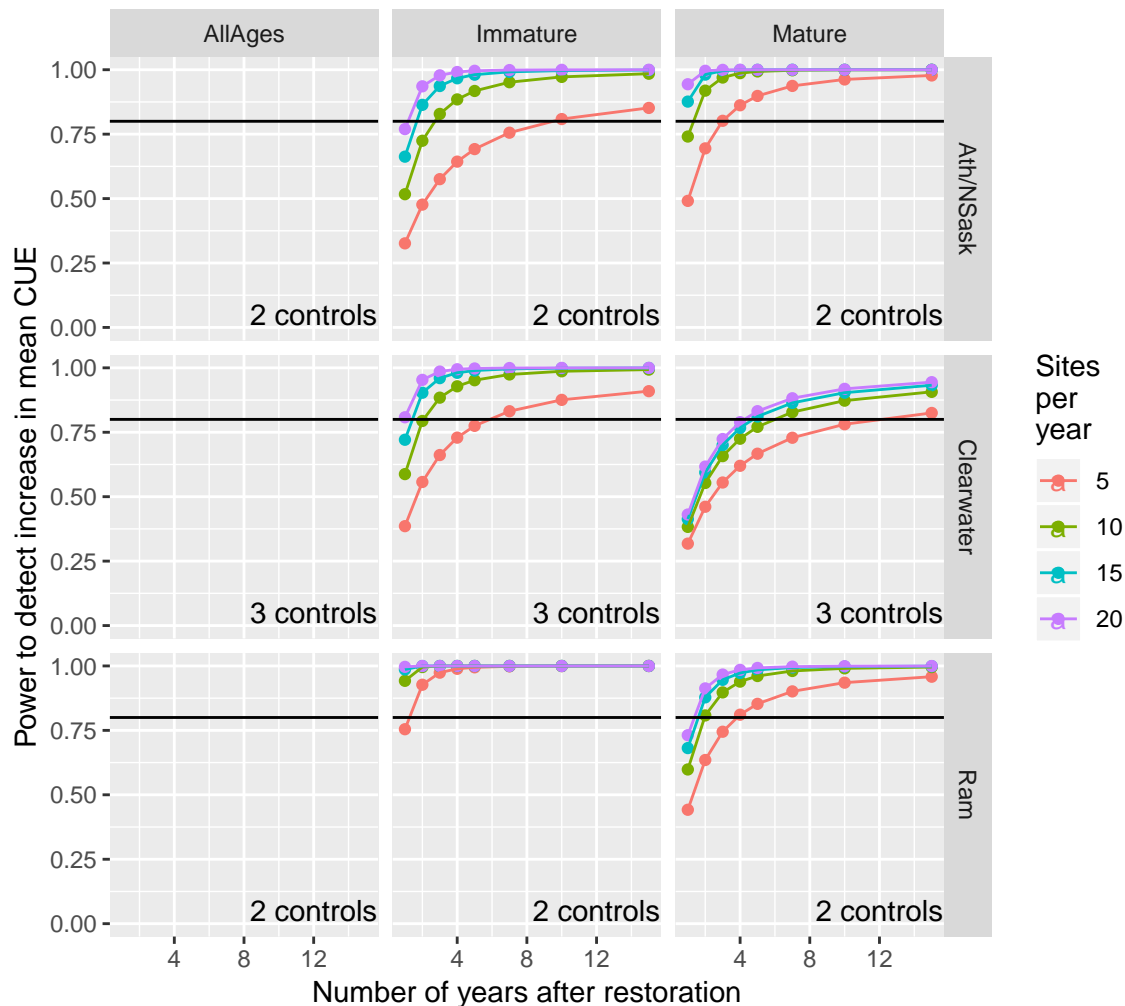 AllAges
Immature
Mature
Power to detect increase in mean CUE
1.00
0.75
0.50
0.25
0.00
2 controls
2 controls
2 controls
Ath/NSask
1.00
0.75
0.50
0.25
0.00
3 controls
3 controls
3 controls
Clearwater
1.00
0.75
0.50
0.25
0.00
2 controls
2 controls
2 controls
Ram
4 8 12
4 8 12
4 8 12
Number of years after restoration
Sites
per
year
a 5
a 10
a 15
a 20